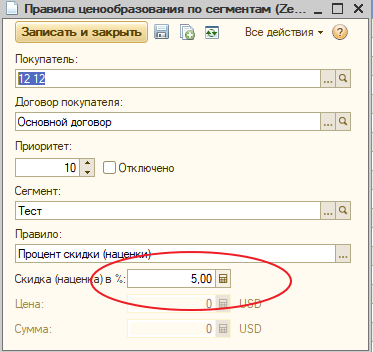 Правила ценообразования по сегментам (Ze...
Записать и закрыть
Все действия
?
Покупатель:
12 12
Договор покупателя:
Основной договор
Приоритет:
10
Отключено
Сегмент:
Тест
Правило:
Процент скидки (наценки)
Скидка (наценка) в %: 5,00
Цена: 0 USD
Сумма: 0 USD